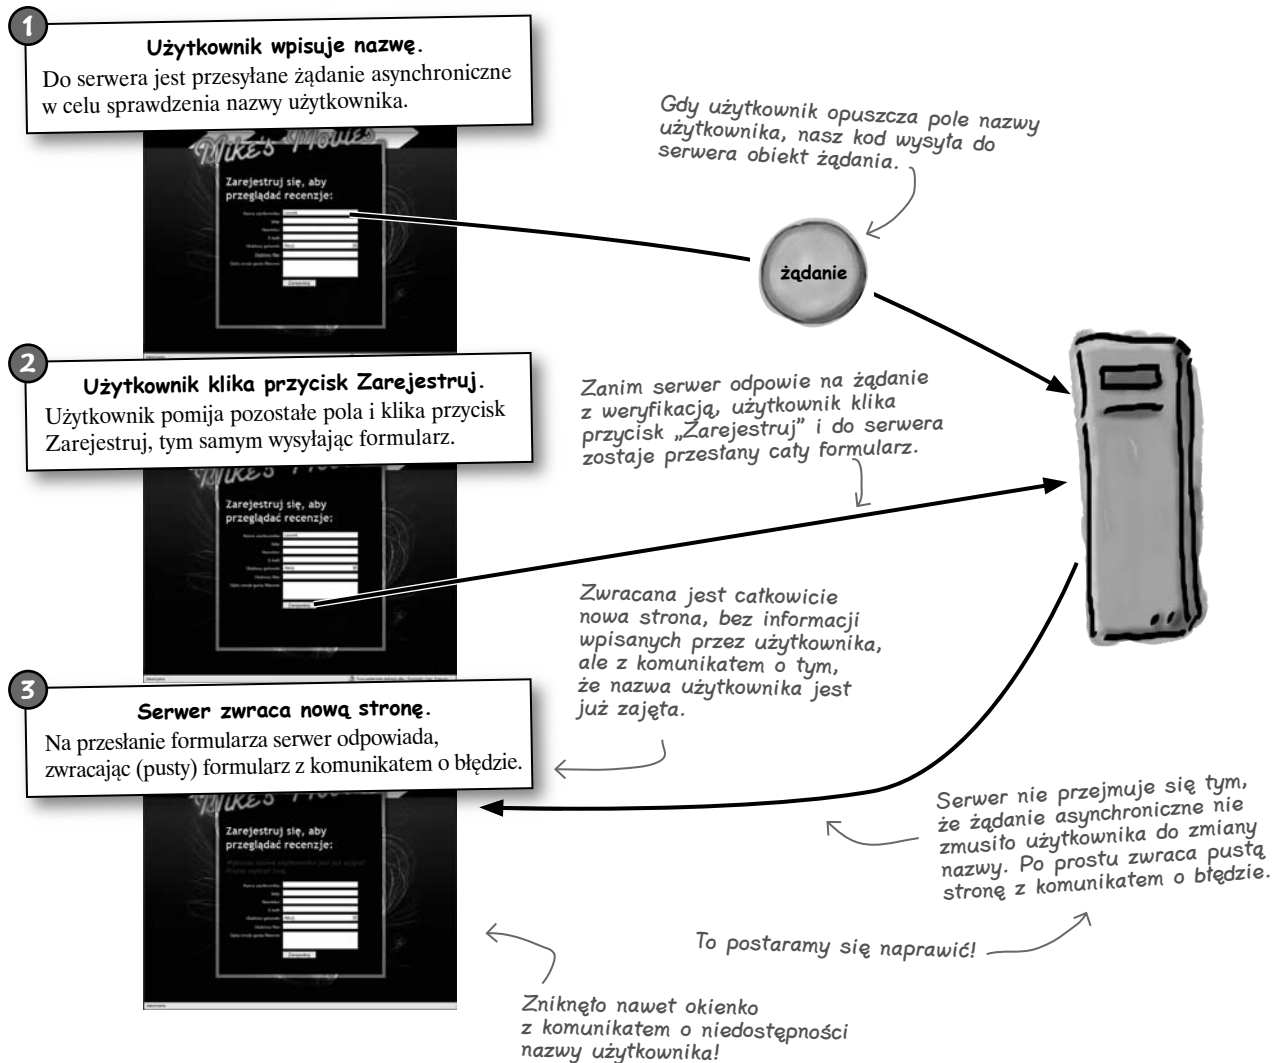 1
Użytkownik wpisuje nazwę.
Do serwera jest przesyłane żądanie asynchroniczne
w celu sprawdzenia nazwy użytkownika.
Mike's Movies
Zarejestruj się, aby
przeglądać recenzje:
Gdy użytkownik opuszcza pole nazwy
użytkownika, nasz kod wysyła do
serwera obiekt żądania.
żądanie
2
Użytkownik klika przycisk Zarejestruj.
Użytkownik pomija pozostałe pola i klika przycisk
Zarejestruj, tym samym wysyłając formularz.
Zarejestruj się, aby
przeglądać recenzje:
Zanim serwer odpowie na żądanie
z weryfikacją, użytkownik klika
przycisk „Zarejestruj” i do serwera
zostaje przesłany cały formularz.
Zwracana jest całkowicie
nowa strona, bez informacji
wpisanych przez użytkownika,
ale z komunikatem o tym,
że nazwa użytkownika jest
już zajęta.
3
Serwer zwraca nową stronę.
Na przesłanie formularza serwer odpowiada,
zwracając (pusty) formularz z komunikatem o błędzie.
Zarejestruj się, aby
przeglądać recenzje:
Serwer nie przejmuje się tym,
że żądanie asynchroniczne nie
zmusiło użytkownika do zmiany
nazwy. Po prostu zwraca pustą
stronę z komunikatem o błędzie.
To postaramy się naprawić!
Zniknęło nawet okienko
z komunikatem o niedostępności
nazwy użytkownika!